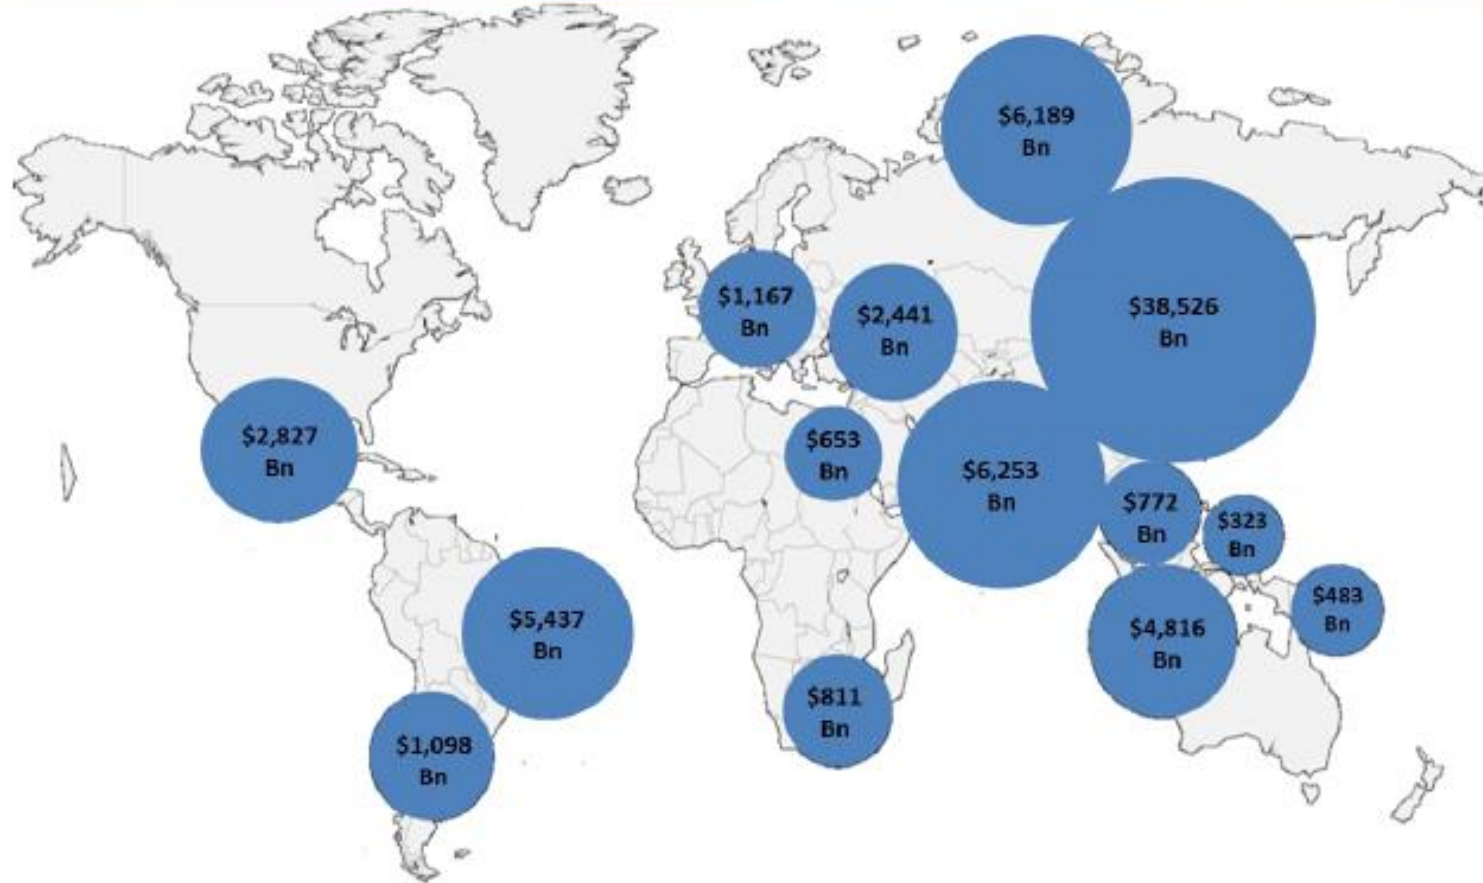 $6,189
Bn
$38,526
Bn
$1,167
Bn
$2,441
Bn
$2,827
Bn
$653
Bn
$6,253
Bn
$772
Bn
$323
Bn
$483
Bn
$5,437
Bn
$4,816
Bn
$811
Bn
$1,098
Bn